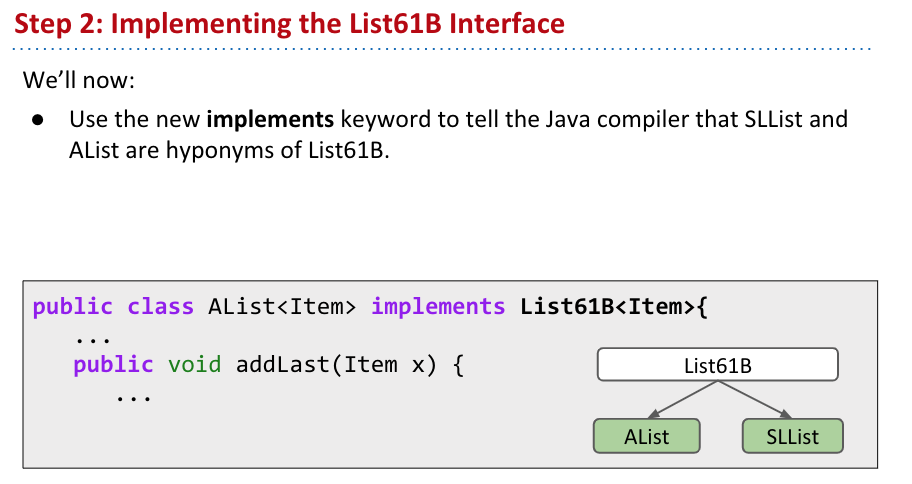 Step 2: Implementing the List61B Interface
We'll now:
● Use the new implements keyword to tell the Java compiler that SLList and
AList are hyponyms of List61B.
public class AList<Item> implements List61B<Item>{
...
public void addLast(Item x) {
...
List61B
AList
SLList